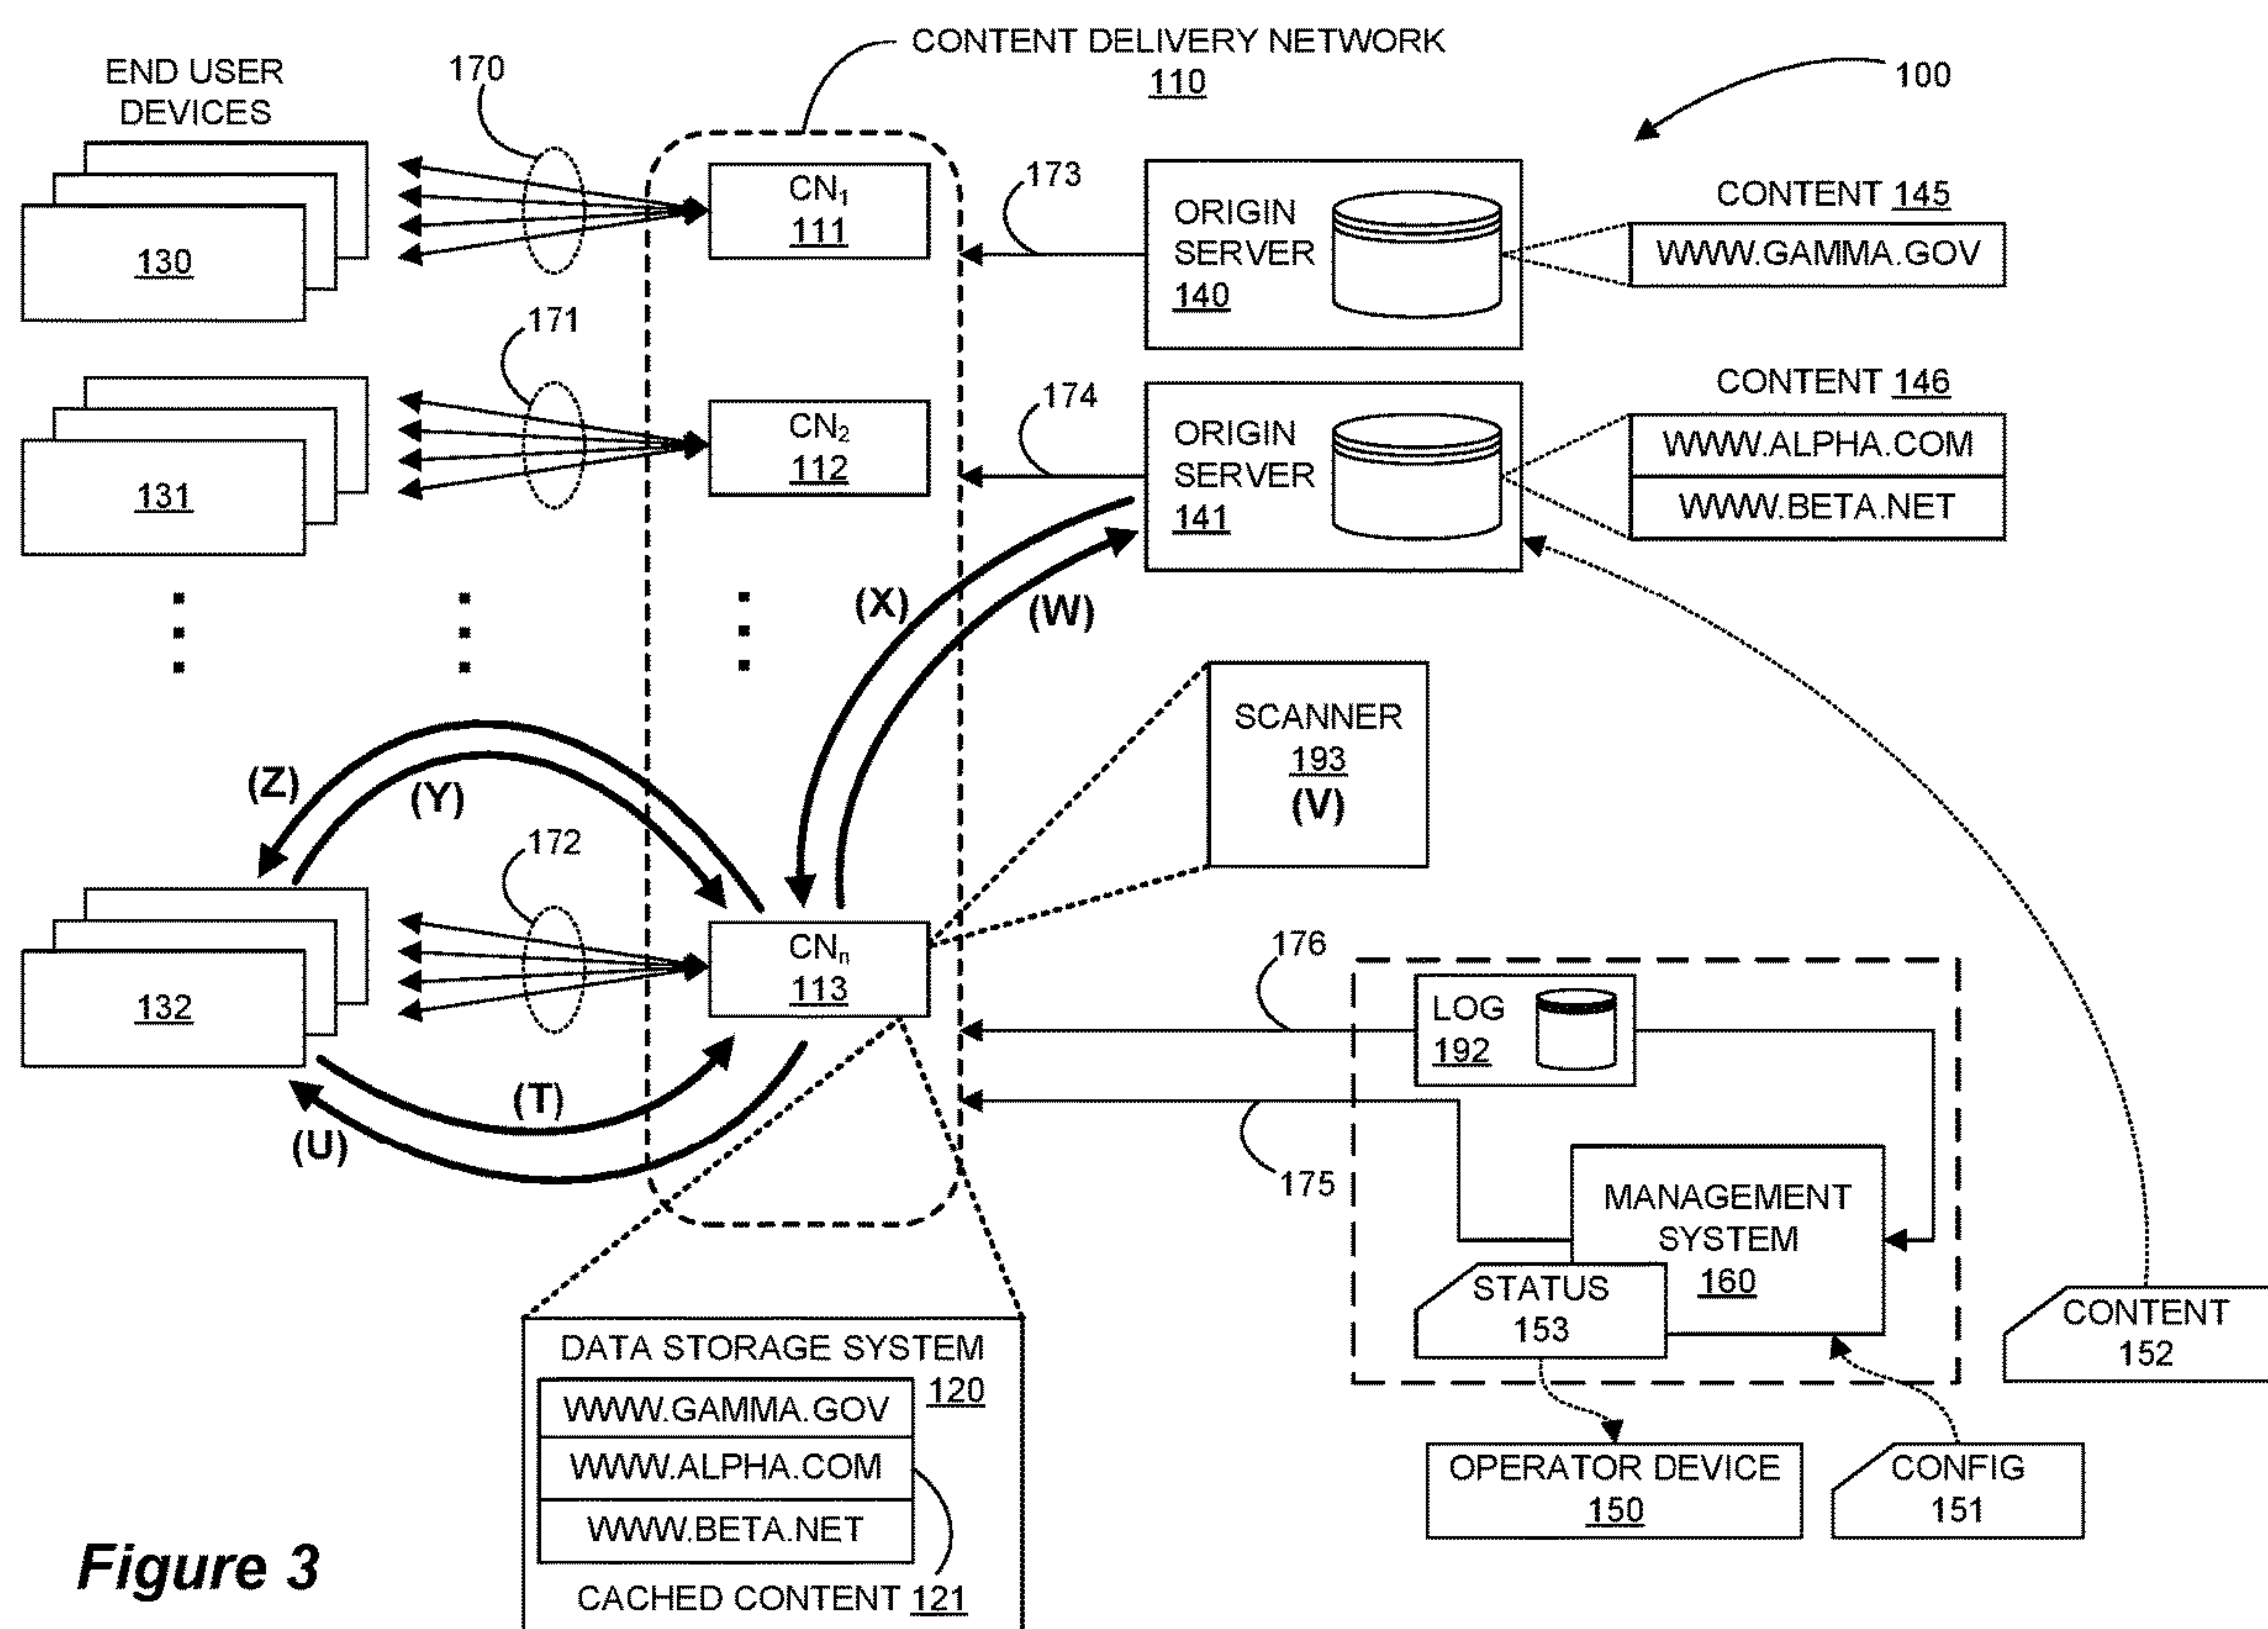 CONTENT DELIVERY NETWORK
110
100
END USER
DEVICES
170
130
CN1
111
173
ORIGIN
SERVER
140
CONTENT 145
WWW.GAMMA.GOV
171
131
CN2
112
174
ORIGIN
SERVER
141
CONTENT 146
WWW.ALPHA.COM
WWW.BETA.NET
(X)
(W)
SCANNER
193
(V)
(Z)
(Y)
172
132
CNn
113
(T)
(U)
176
175
LOG
192
MANAGEMENT
SYSTEM
160
STATUS
153
CONTENT
152
OPERATOR DEVICE
150
CONFIG
151
DATA STORAGE SYSTEM
120
WWW.GAMMA.GOV
WWW.ALPHA.COM
WWW.BETA.NET
CACHED CONTENT 121
Figure 3